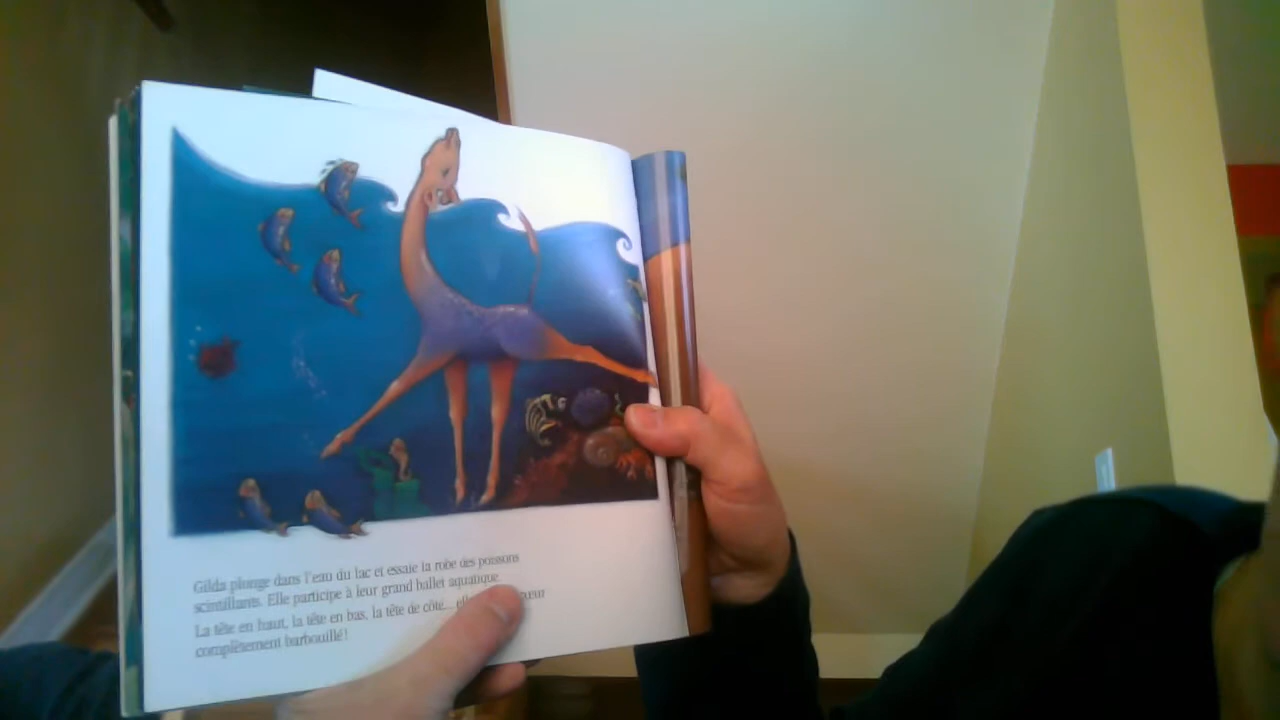 Gilda plonge dans l'eau du lac et essaie la robe des poissons
scintillants. Elle participe à leur grand ballet aquatique.
La tête en haut, la tête en bas, la tête de côté... cœur
complètement barbouillé!